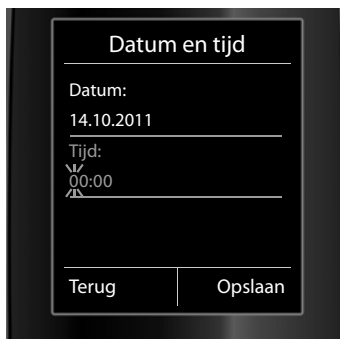 Datum en tijd
Datum:
14.10.2011
Tijd:
00:00
Terug Opslaan